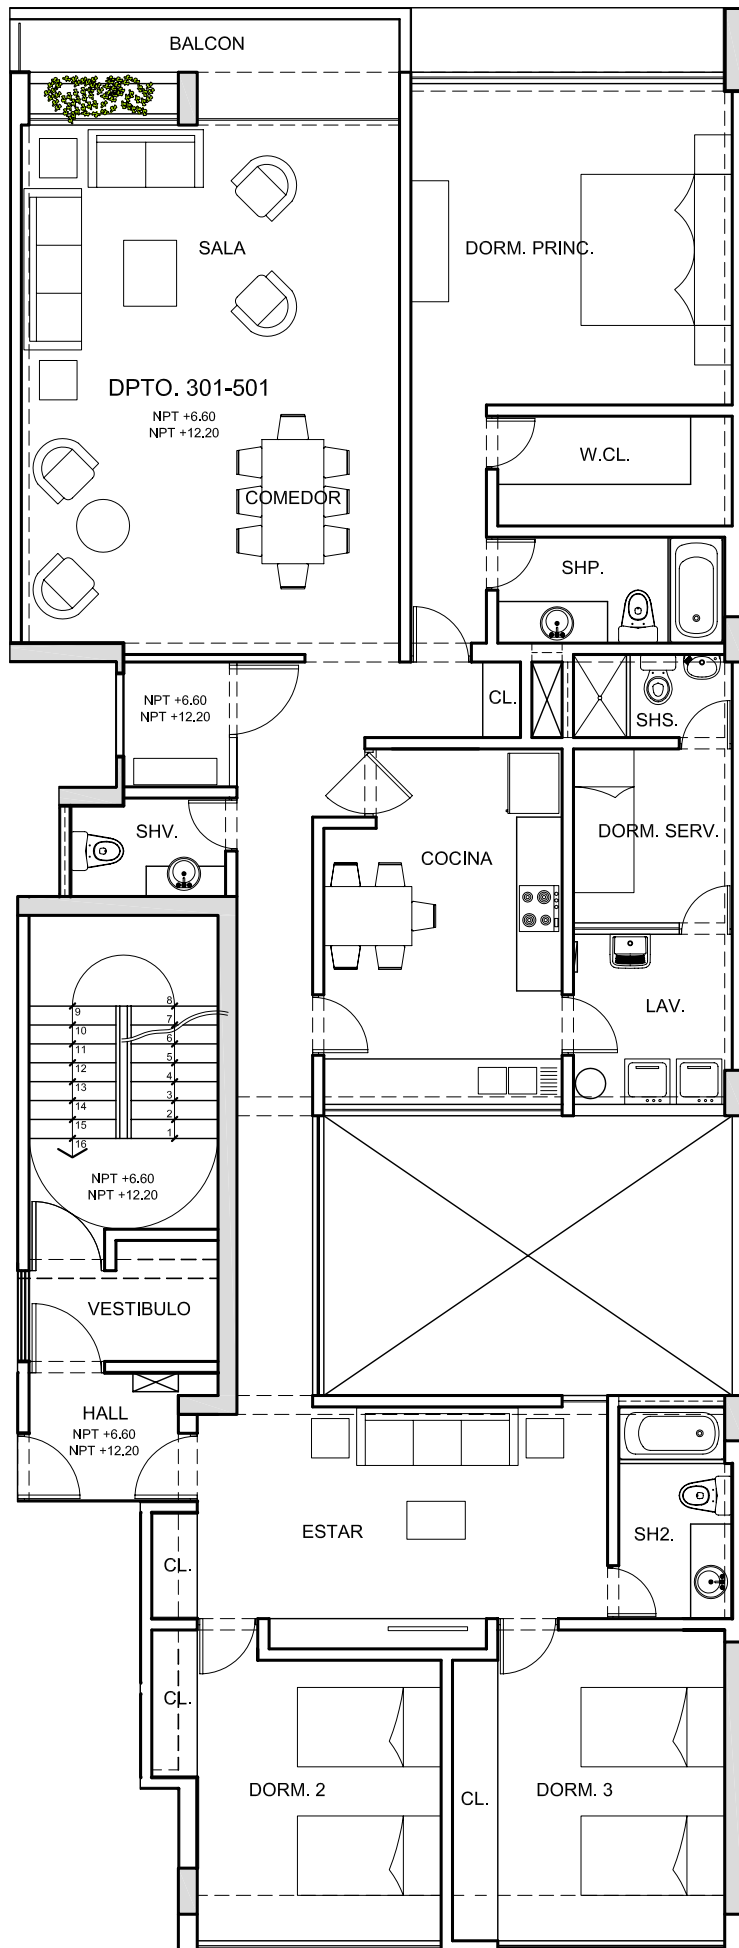 BALCON
SALA
DORM. PRINC.
DPTO. 301-501
NPT +6.60
NPT +12.20
W.CL.
COMEDOR
SHP.
NPT +6.60
NPT +12.20
CL.
SHS.
SHV.
COCINA
DORM. SERV.
LAV.
9
10
11
12
13
14
15
16
8
7
6
5
4
3
2
1
NPT +6.60
NPT +12.20
VESTIBULO
HALL
NPT +6.60
NPT +12.20
ESTAR
SH2.
CL.
CL.
DORM. 2
CL.
DORM. 3